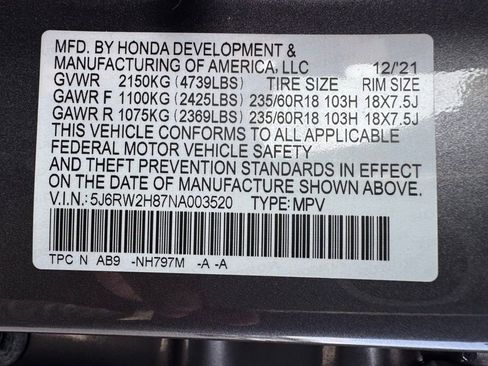 MFD. BY HONDA DEVELOPMENT &
MANUFACTURING OF AMERICA, LLC 12/'21
GVWR 2150KG (4739LBS) TIRE SIZE RIM SIZE
GAWR F 1100KG (2425LBS) 235/60R18 103H 18X7.5J
GAWR R 1075KG (2369LBS) 235/60R18 103H 18X7.5J
THIS VEHICLE CONFORMS TO ALL APPLICABLE
FEDERAL MOTOR VEHICLE SAFETY
AND THEFT PREVENTION STANDARDS IN EFFECT
ON THE DATE OF MANUFACTURE SHOWN ABOVE.
V.I.N.: 5J6RW2H87NA003520 TYPE: MPV
TPC N AB9 -NH797M -A -A